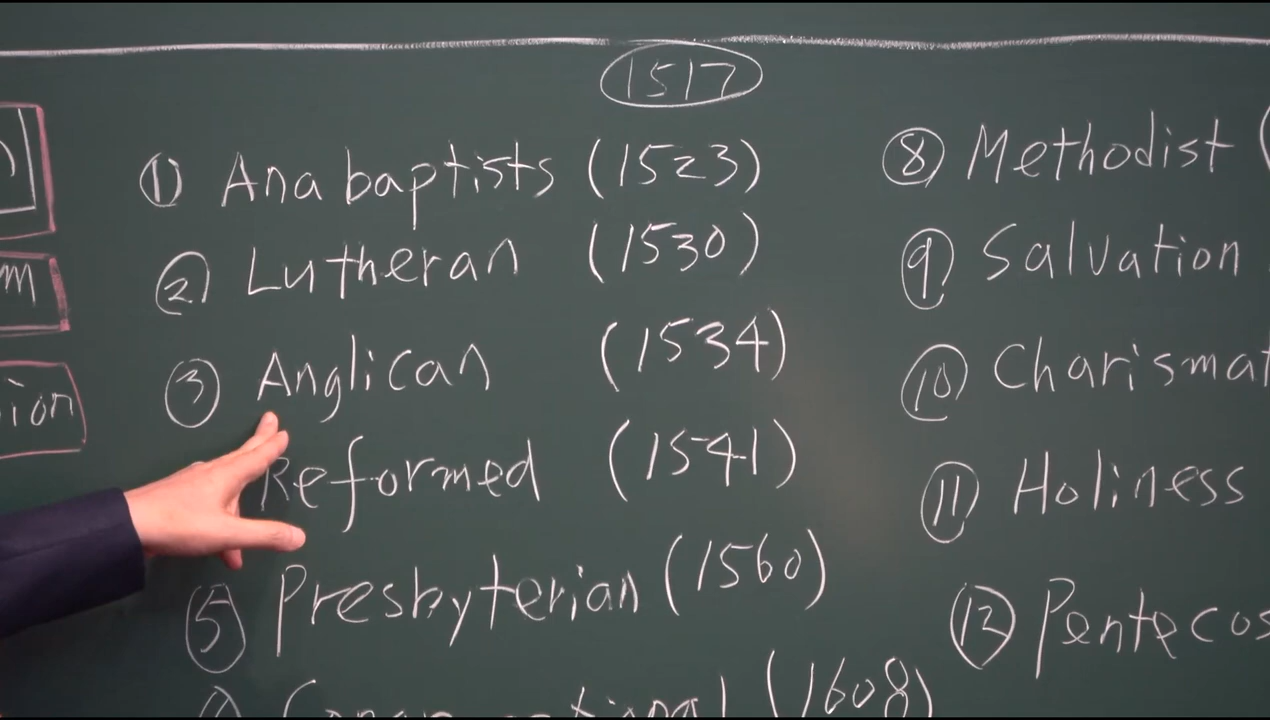 1517
① Anabaptists (1523)
② Lutheran (1530)
③ Anglican (1534)
Reformed (1541)
⑤ Presbyterian (1560)
(1608)
⑧ Methodist (
⑨ Salvation
⑩ Charismat
⑪ Holiness
⑫ Pentecos
m
ion